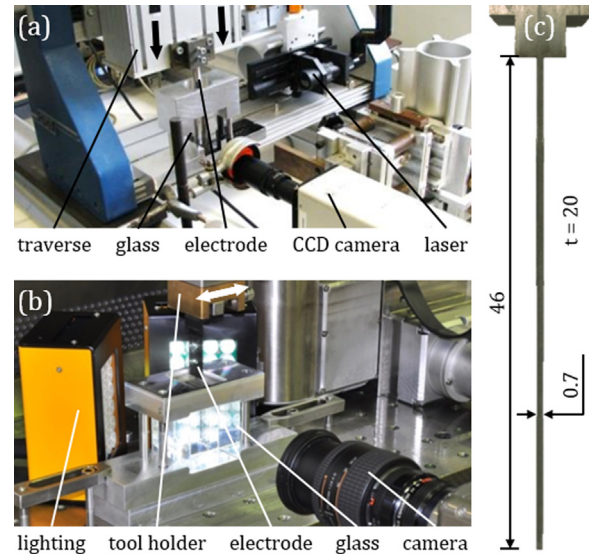 (a)
traverse glass electrode CCD camera laser
(b)
lighting tool holder electrode glass camera
(c)
46
t = 20
0.7